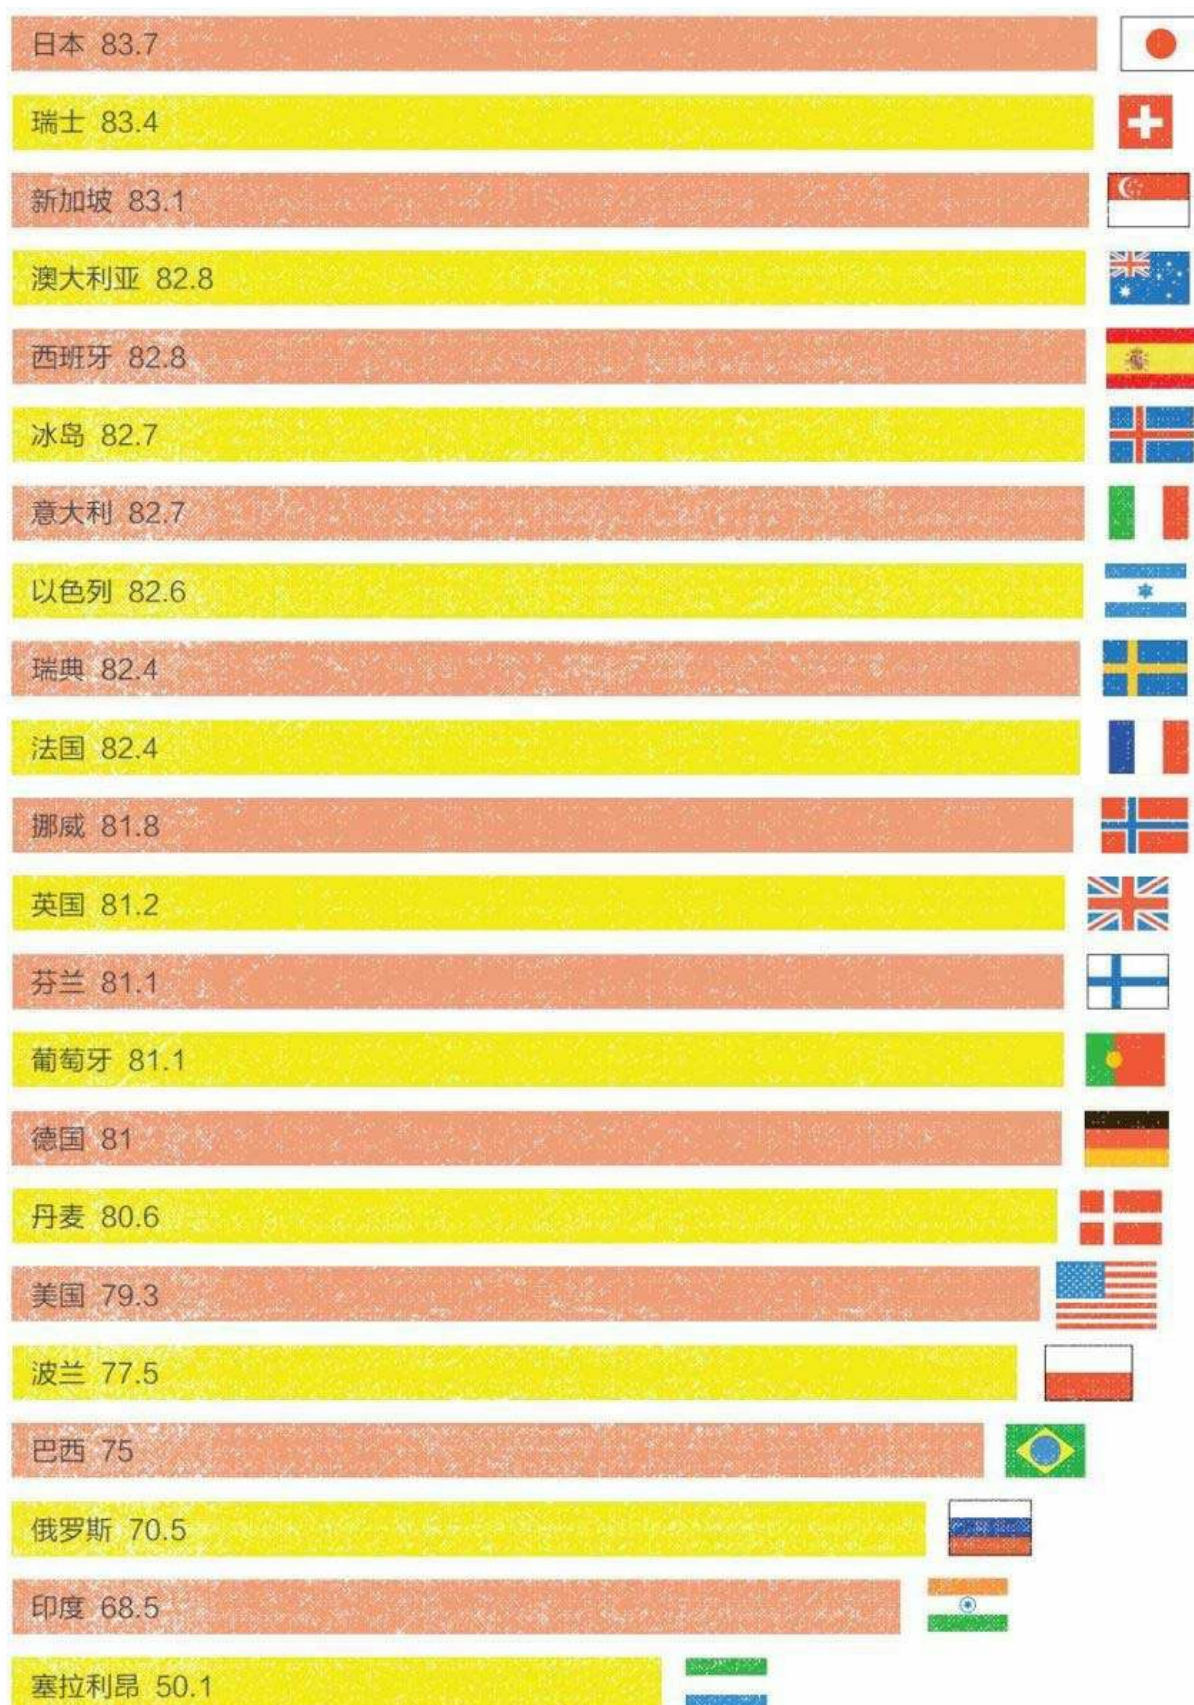 日本 83.7
瑞士 83.4
新加坡 83.1
澳大利亚 82.8
西班牙 82.8
冰岛 82.7
意大利 82.7
以色列 82.6
瑞典 82.4
法国 82.4
挪威 81.8
英国 81.2
芬兰 81.1
葡萄牙 81.1
德国 81
丹麦 80.6
美国 79.3
波兰 77.5
巴西 75
俄罗斯 70.5
印度 68.5
塞拉利昂 50.1